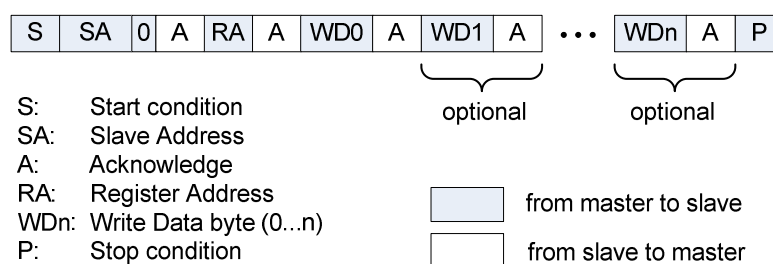 S SA 0 A RA A WD0 A WD1 A ••• WDn A P
optional optional
S: Start condition
SA: Slave Address
A: Acknowledge
RA: Register Address
WDn: Write Data byte (0...n)
P: Stop condition
from master to slave
from slave to master